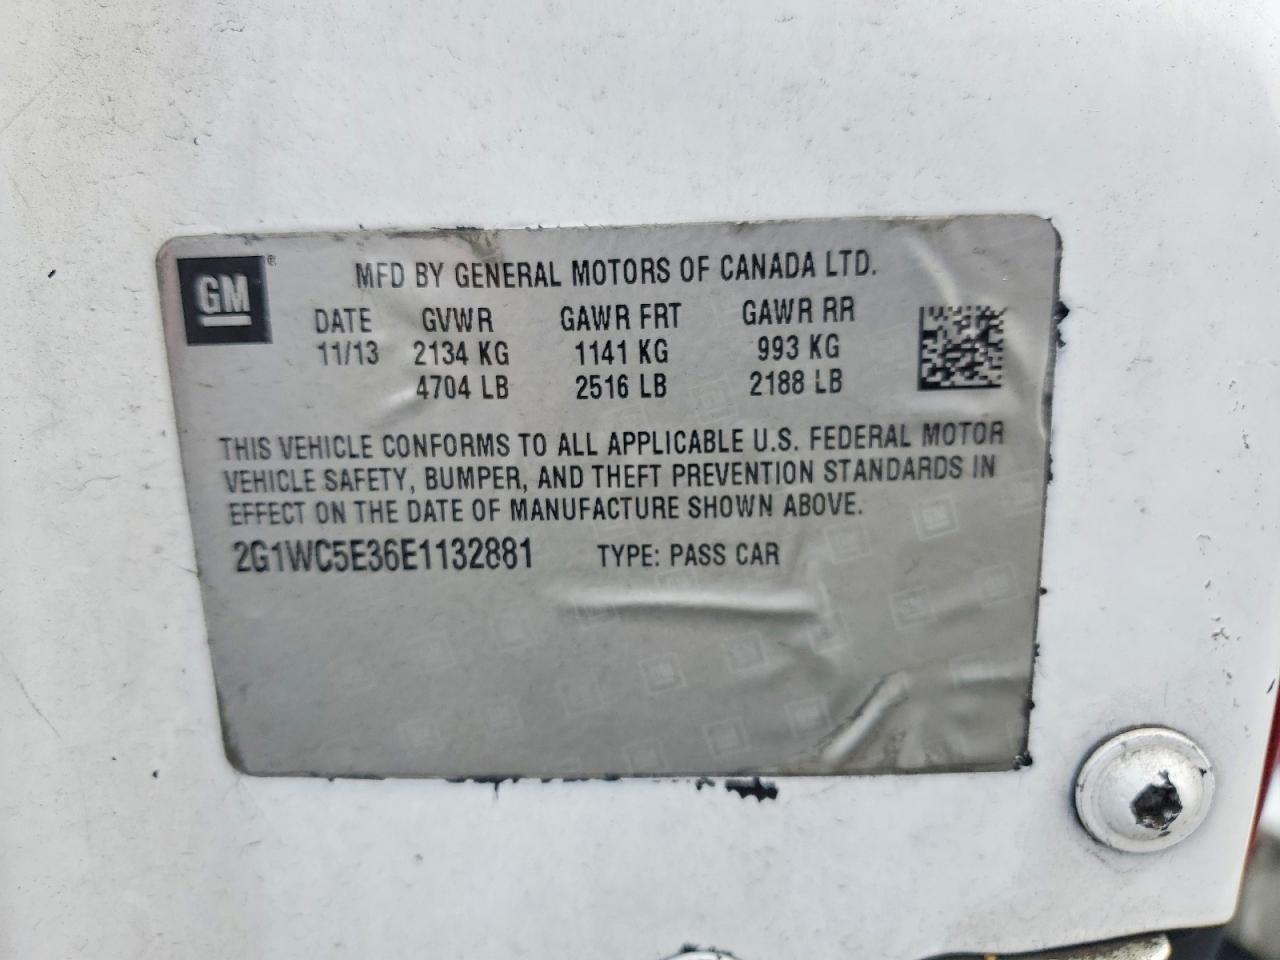 GM ®
MFD BY GENERAL MOTORS OF CANADA LTD.
DATE GVWR GAWR FRT GAWR RR
11/13 2134 KG 1141 KG 993 KG
4704 LB 2516 LB 2188 LB
THIS VEHICLE CONFORMS TO ALL APPLICABLE U.S. FEDERAL MOTOR
VEHICLE SAFETY, BUMPER, AND THEFT PREVENTION STANDARDS IN
EFFECT ON THE DATE OF MANUFACTURE SHOWN ABOVE.
2G1WC5E36E1132881 TYPE: PASS CAR